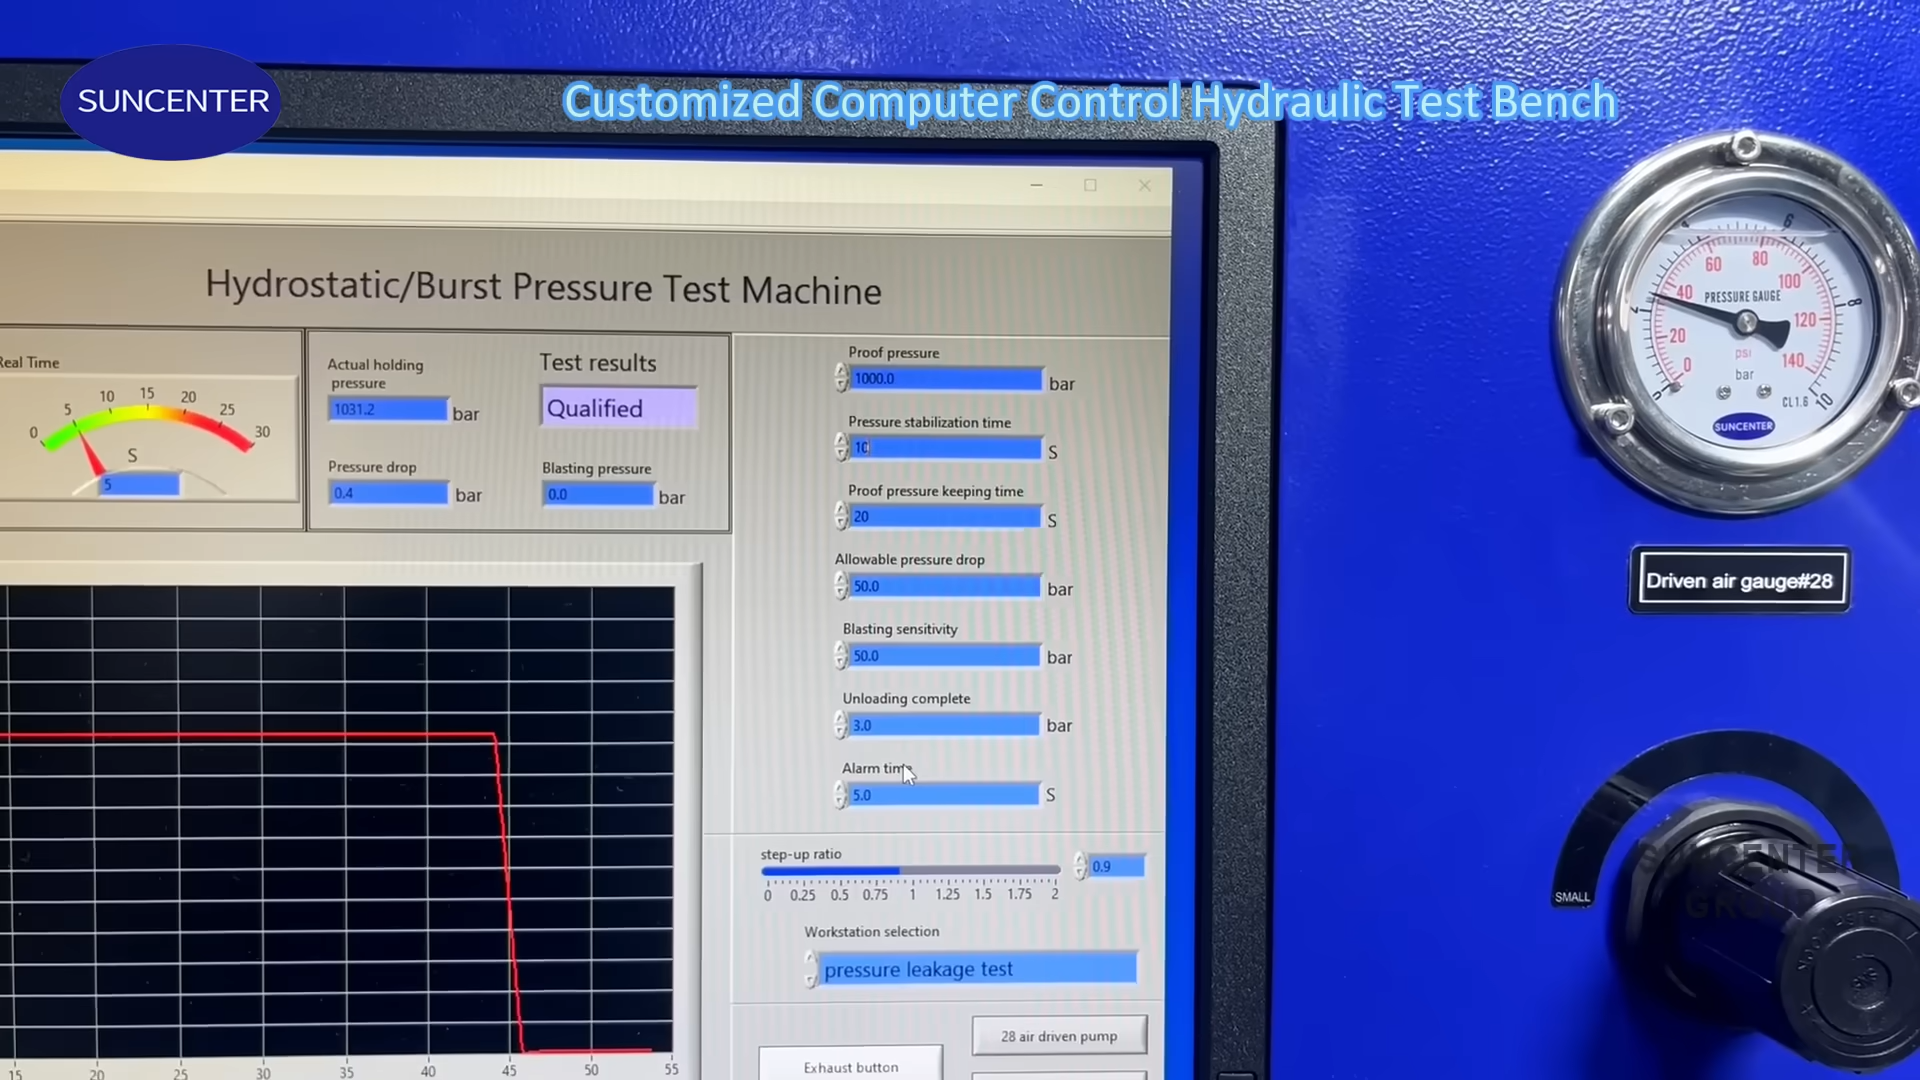 SUNCENTER
Customized Computer Control Hydraulic Test Bench
Hydrostatic/Burst Pressure Test Machine
Real Time
0 5 10 15 20 25 30
S
5
Actual holding
pressure
1031.2 bar
Test results
Qualified
Pressure drop
0.4 bar
Blasting pressure
0.0 bar
Proof pressure
1000.0 bar
Pressure stabilization time
10 S
Proof pressure keeping time
20 S
Allowable pressure drop
50.0 bar
Blasting sensitivity
50.0 bar
Unloading complete
3.0 bar
Alarm time
5.0 S
step-up ratio
0.9
0 0.25 0.5 0.75 1 1.25 1.5 1.75 2
Workstation selection
pressure leakage test
28 air driven pump
Exhaust button
15 20 25 30 35 40 45 50 55
6
8
10
0 20 40 60 80 100 120 140
PRESSURE GAUGE
psi
bar
CL1.6
SUNCENTER
Driven air gauge#28
SMALL
SUNCENTER
GROUP